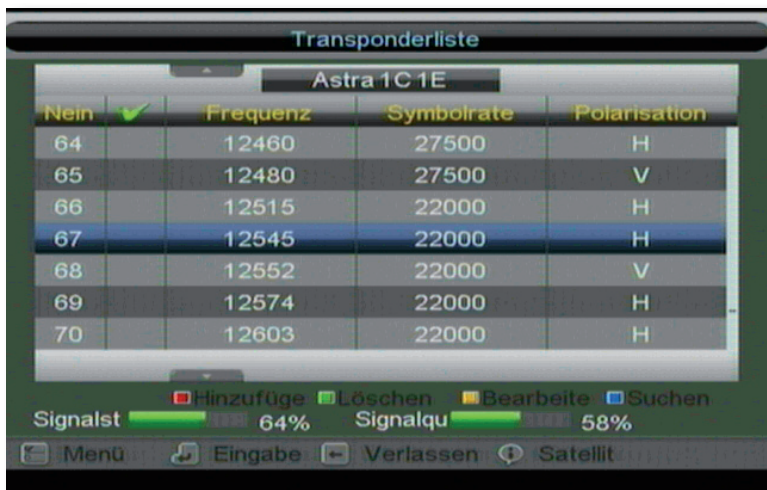 Transponderliste
Astra 1C 1E
Nein Frequenz Symbolrate Polarisation
64 12460 27500 H
65 12480 27500 V
66 12515 22000 H
67 12545 22000 H
68 12552 22000 V
69 12574 22000 H
70 12603 22000 H
Hinzufüge Löschen Bearbeite Suchen
Signalst 64% Signalqu 58%
Menü Eingabe Verlassen Satellit